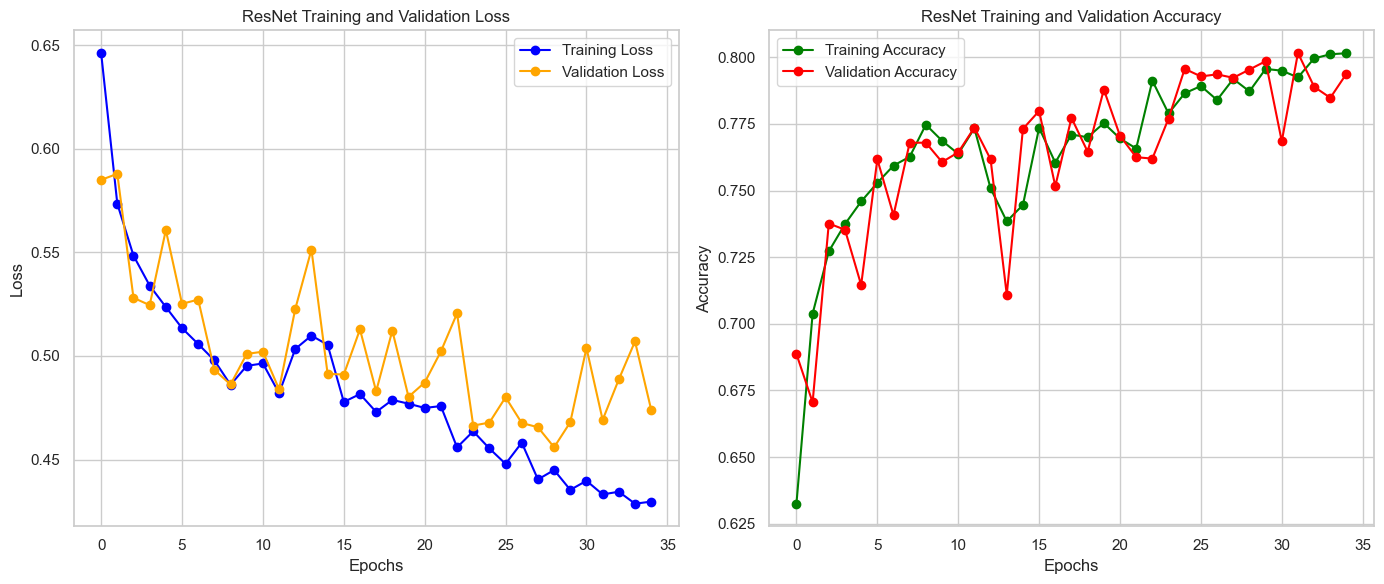 ResNet Training and Validation Loss
Training Loss
Validation Loss
0.65
0.60
0.55
0.50
0.45
Loss
0
5
10
15
20
25
30
35
Epochs
ResNet Training and Validation Accuracy
Training Accuracy
Validation Accuracy
0.800
0.775
0.750
0.725
0.700
0.675
0.650
0.625
Accuracy
0
5
10
15
20
25
30
35
Epochs